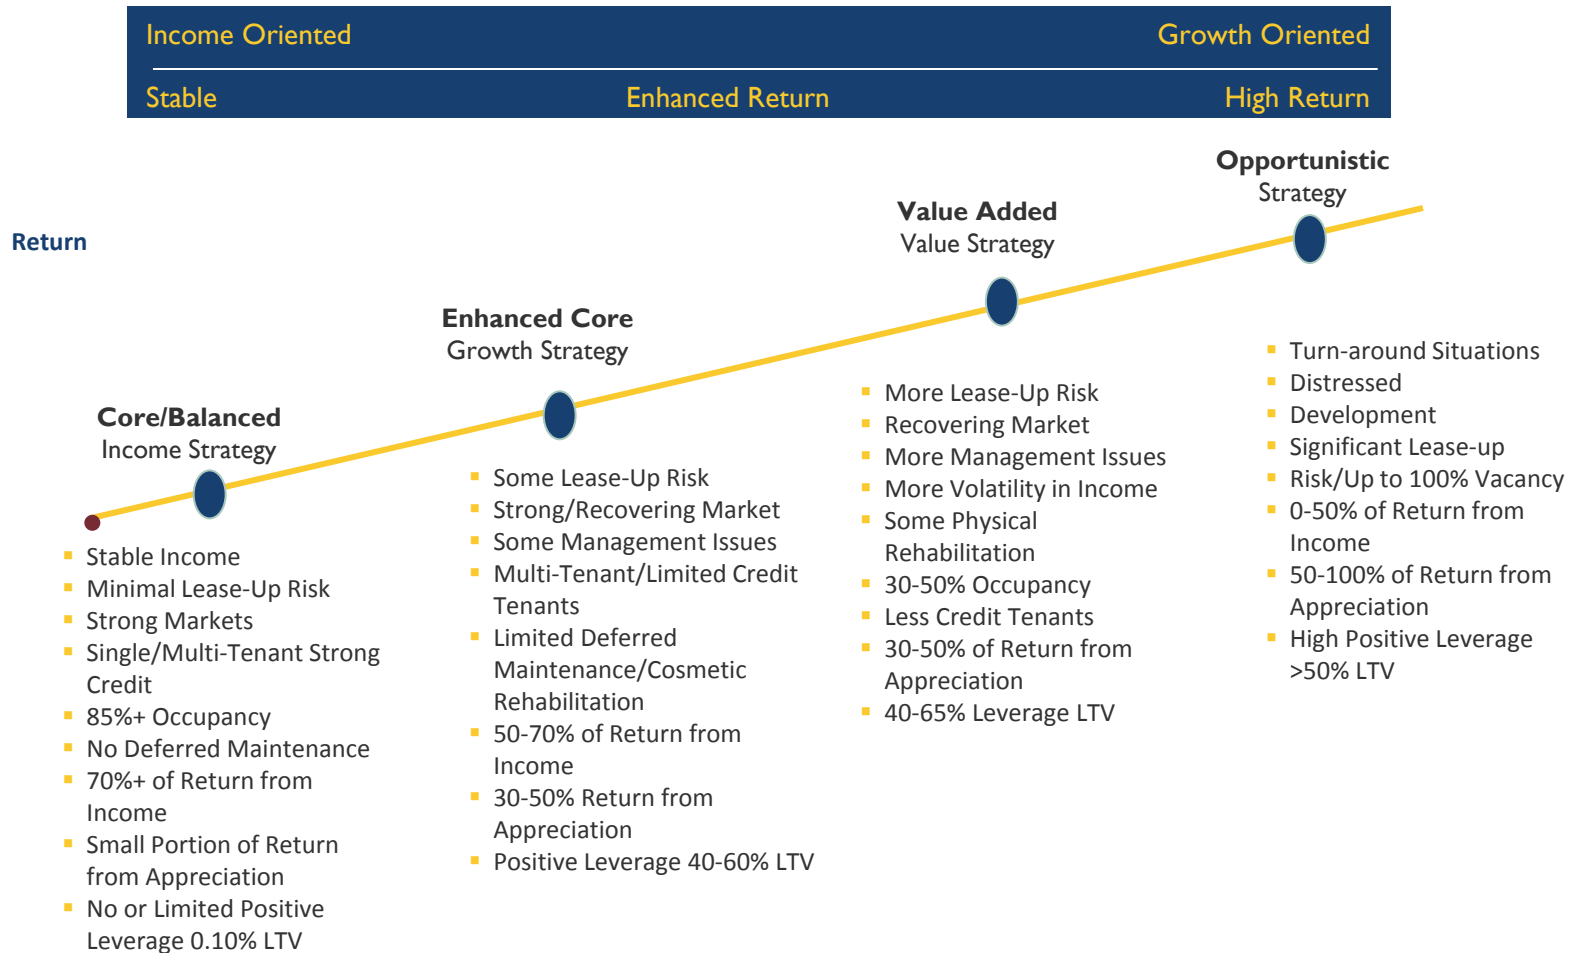 Income Oriented
Growth Oriented
Stable
Enhanced Return
High Return
Return
Core/Balanced
Income Strategy
▪ Stable Income
▪ Minimal Lease-Up Risk
▪ Strong Markets
▪ Single/Multi-Tenant Strong
Credit
▪ 85%+ Occupancy
▪ No Deferred Maintenance
▪ 70%+ of Return from
Income
▪ Small Portion of Return
from Appreciation
▪ No or Limited Positive
Leverage 0.10% LTV
Enhanced Core
Growth Strategy
▪ Some Lease-Up Risk
▪ Strong/Recovering Market
▪ Some Management Issues
▪ Multi-Tenant/Limited Credit
Tenants
▪ Limited Deferred
Maintenance/Cosmetic
Rehabilitation
▪ 50-70% of Return from
Income
▪ 30-50% Return from
Appreciation
▪ Positive Leverage 40-60% LTV
Value Added
Value Strategy
▪ More Lease-Up Risk
▪ Recovering Market
▪ More Management Issues
▪ More Volatility in Income
▪ Some Physical
Rehabilitation
▪ 30-50% Occupancy
▪ Less Credit Tenants
▪ 30-50% of Return from
Appreciation
▪ 40-65% Leverage LTV
Opportunistic
Strategy
▪ Turn-around Situations
▪ Distressed
▪ Development
▪ Significant Lease-up
▪ Risk/Up to 100% Vacancy
▪ 0-50% of Return from
Income
▪ 50-100% of Return from
Appreciation
▪ High Positive Leverage
>50% LTV